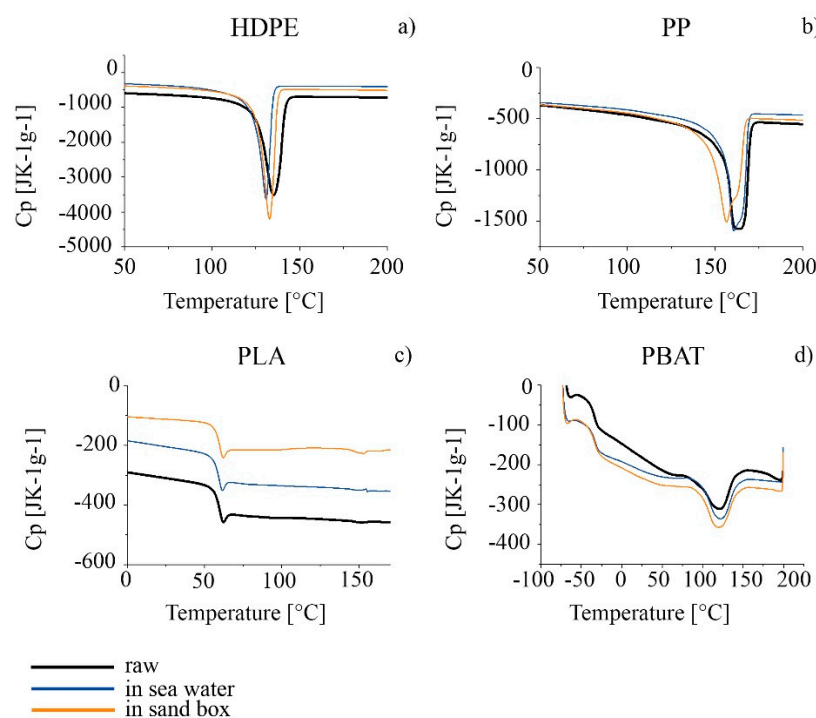 HDPE
a)
0
-1000
-2000
-3000
-4000
-5000
Cp [JK-1g-1]
50
100
150
200
Temperature [°C]
PP
b)
0
-500
-1000
-1500
Cp [JK-1g-1]
50
100
150
200
Temperature [°C]
PLA
c)
0
-200
-400
-600
Cp [JK-1g-1]
0
50
100
150
Temperature [°C]
PBAT
d)
0
-100
-200
-300
-400
Cp [JK-1g-1]
-100
-50
0
50
100
150
200
Temperature [°C]
raw
in sea water
in sand box